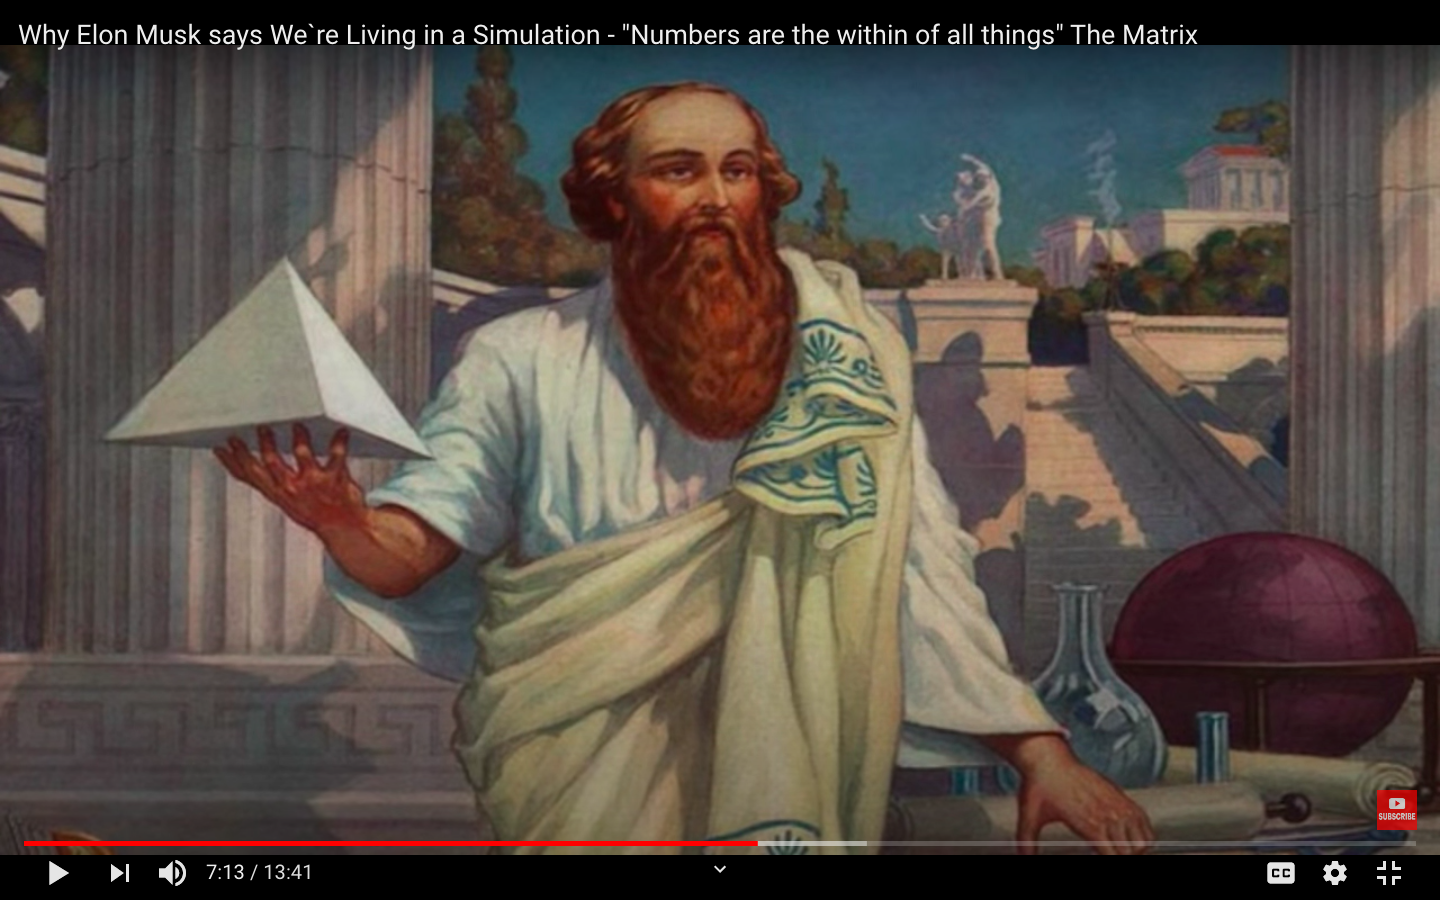 Why Elon Musk says We`re Living in a Simulation - "Numbers are the within of all things" The Matrix
SUBSCRIBE
7:13 / 13:41
CC